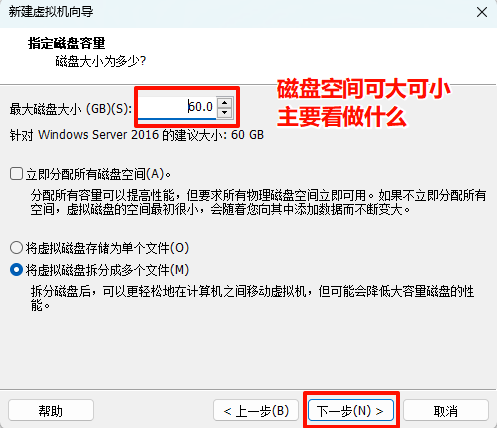 新建虚拟机向导
指定磁盘容量
磁盘大小为多少?
最大磁盘大小 (GB)(S): 60.0
磁盘空间可大可小
主要看做什么
针对 Windows Server 2016 的建议大小: 60 GB
立即分配所有磁盘空间(A)。
分配所有容量可以提高性能，但要求所有物理磁盘空间立即可用。如果不立即分配所有
空间，虚拟磁盘的空间最初很小，会随着您向其中添加数据而不断变大。
将虚拟磁盘存储为单个文件(O)
将虚拟磁盘拆分成多个文件(M)
拆分磁盘后，可以更轻松地在计算机之间移动虚拟机，但可能会降低大容量磁盘的性
能。
帮助 < 上一步(B) 下一步(N) > 取消